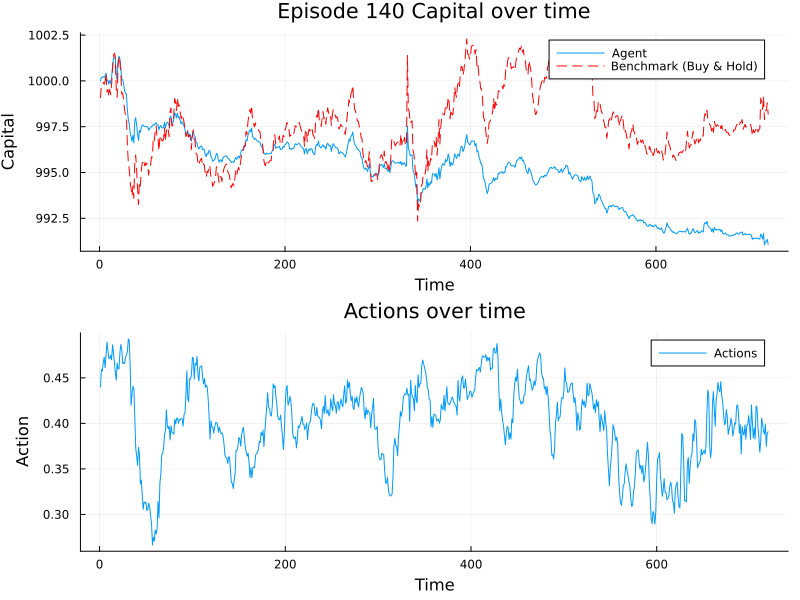 Episode 140 Capital over time
1002.5
1000.0
997.5
995.0
992.5
Capital
Agent
Benchmark (Buy & Hold)
0
200
400
600
Time
Actions over time
0.45
0.40
0.35
0.30
Action
Actions
0
200
400
600
Time